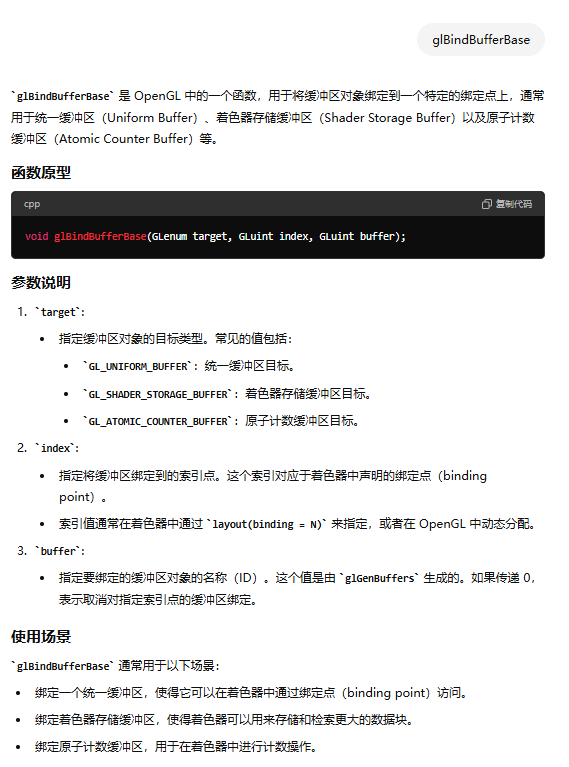 glBindBufferBase
`glBindBufferBase` 是 OpenGL 中的一个函数，用于将缓冲区对象绑定到一个特定的绑定点上，通常
用于统一缓冲区（Uniform Buffer）、着色器存储缓冲区（Shader Storage Buffer）以及原子计数
缓冲区（Atomic Counter Buffer）等。
函数原型
cpp 复制代码
void glBindBufferBase(GLenum target, GLuint index, GLuint buffer);
参数说明
1. `target`:
• 指定缓冲区对象的目标类型。常见的值包括：
• `GL_UNIFORM_BUFFER`：统一缓冲区目标。
• `GL_SHADER_STORAGE_BUFFER`：着色器存储缓冲区目标。
• `GL_ATOMIC_COUNTER_BUFFER`：原子计数缓冲区目标。
2. `index`:
• 指定将缓冲区绑定到的索引点。这个索引对应于着色器中声明的绑定点（binding
point）。
• 索引值通常在着色器中通过 `layout(binding = N)` 来指定，或者在 OpenGL 中动态分配。
3. `buffer`:
• 指定要绑定的缓冲区对象的名称（ID）。这个值是由 `glGenBuffers` 生成的。如果传递 0，
表示取消对指定索引点的缓冲区绑定。
使用场景
`glBindBufferBase` 通常用于以下场景：
• 绑定一个统一缓冲区，使得它可以在着色器中通过绑定点（binding point）访问。
• 绑定着色器存储缓冲区，使得着色器可以用来存储和检索更大的数据块。
• 绑定原子计数缓冲区，用于在着色器中进行计数操作。